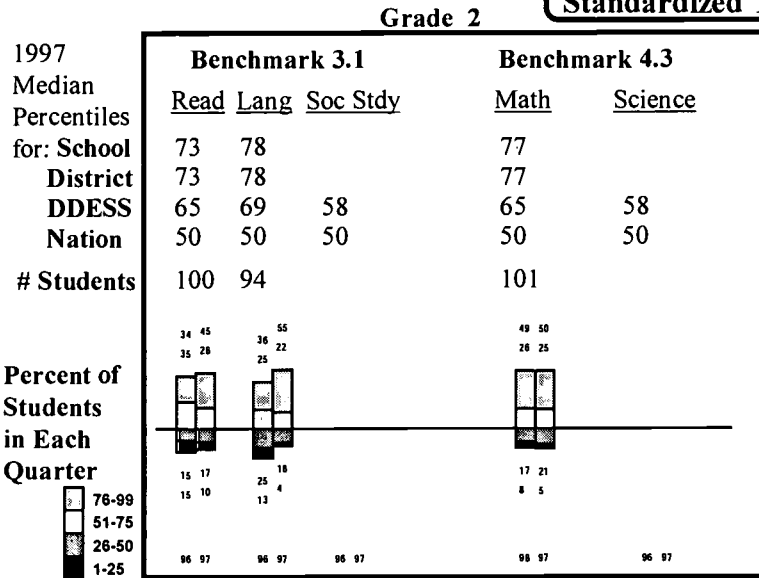 Grade 2
Standardized
1997
Median
Percentiles
for: School
District
DDESS
Nation
# Students
Benchmark 3.1 Benchmark 4.3
Read Lang Soc Stdy Math Science
73 78 77
73 78 77
65 69 58 65 58
50 50 50 50 50
100 94 101
34 45 36 55 49 50
35 28 25 22 26 25
Percent of
Students
in Each
Quarter
15 17 25 18 17 21
15 10 13 4 8 5
76-99
51-75
26-50
1-25
96 97 96 97 96 97 98 97 96 97